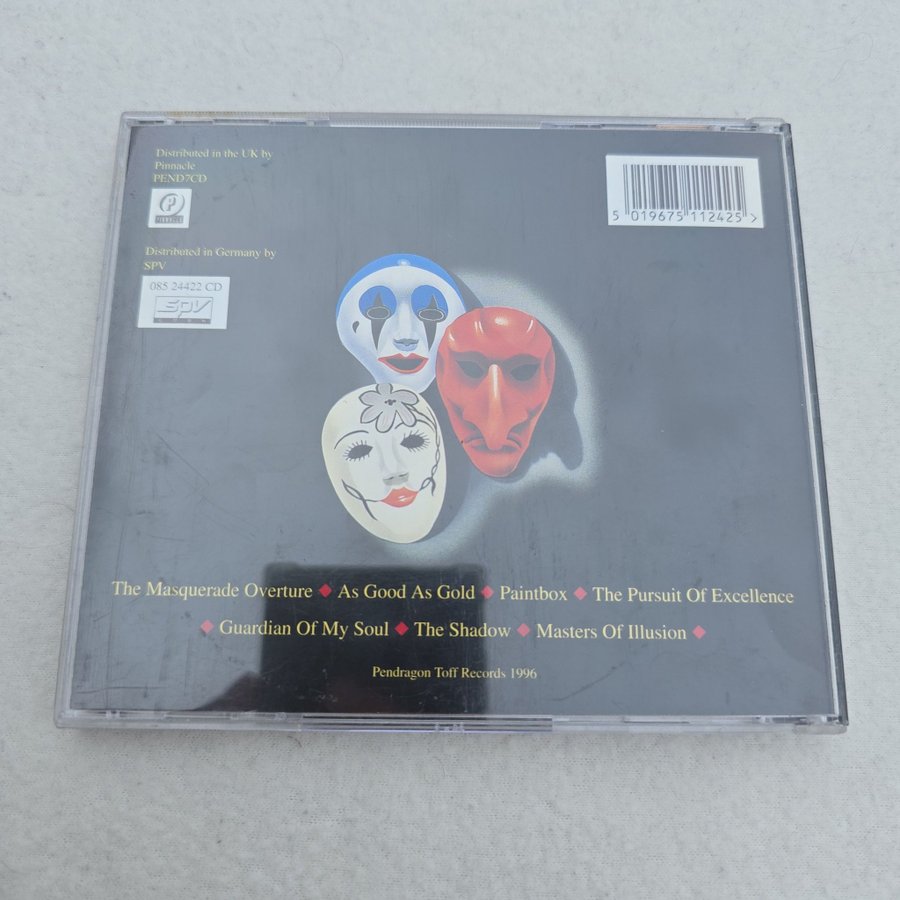 Distributed in the UK by
Pinnacle
PEND7CD
P
PINNACLE
Distributed in Germany by
SPV
085 24422 CD
SPV
5 019675 112425 >
The Masquerade Overture ◆ As Good As Gold ◆ Paintbox ◆ The Pursuit Of Excellence
◆ Guardian Of My Soul ◆ The Shadow ◆ Masters Of Illusion ◆
Pendragon Toff Records 1996